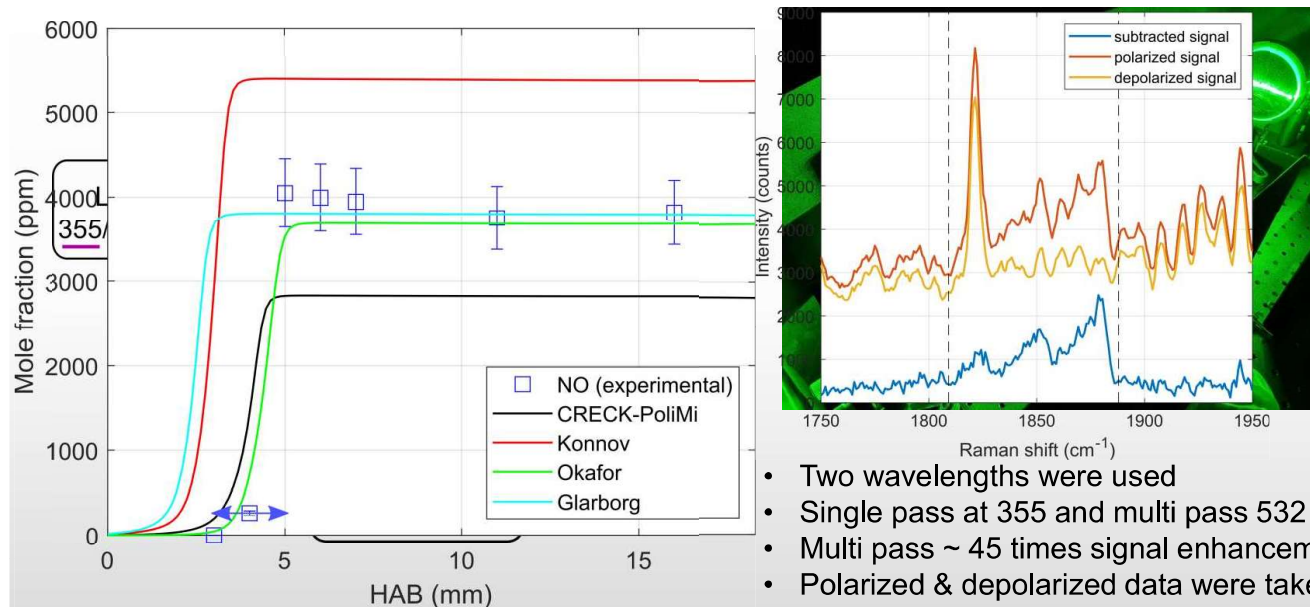 6000
5000
4000
3000
2000
1000
0
Mole fraction (ppm)
L
355/
0
5
10
15
HAB (mm)
NO (experimental)
CRECK-PoliMi
Konnov
Okafor
Glarborg
9000
8000
7000
6000
5000
4000
3000
2000
1000
Intensity (counts)
subtracted signal
polarized signal
depolarized signal
1750
1800
1850
1900
1950
Raman shift (cm⁻¹)
• Two wavelengths were used
• Single pass at 355 and multi pass 532
• Multi pass ~ 45 times signal enhancem
• Polarized & depolarized data were take